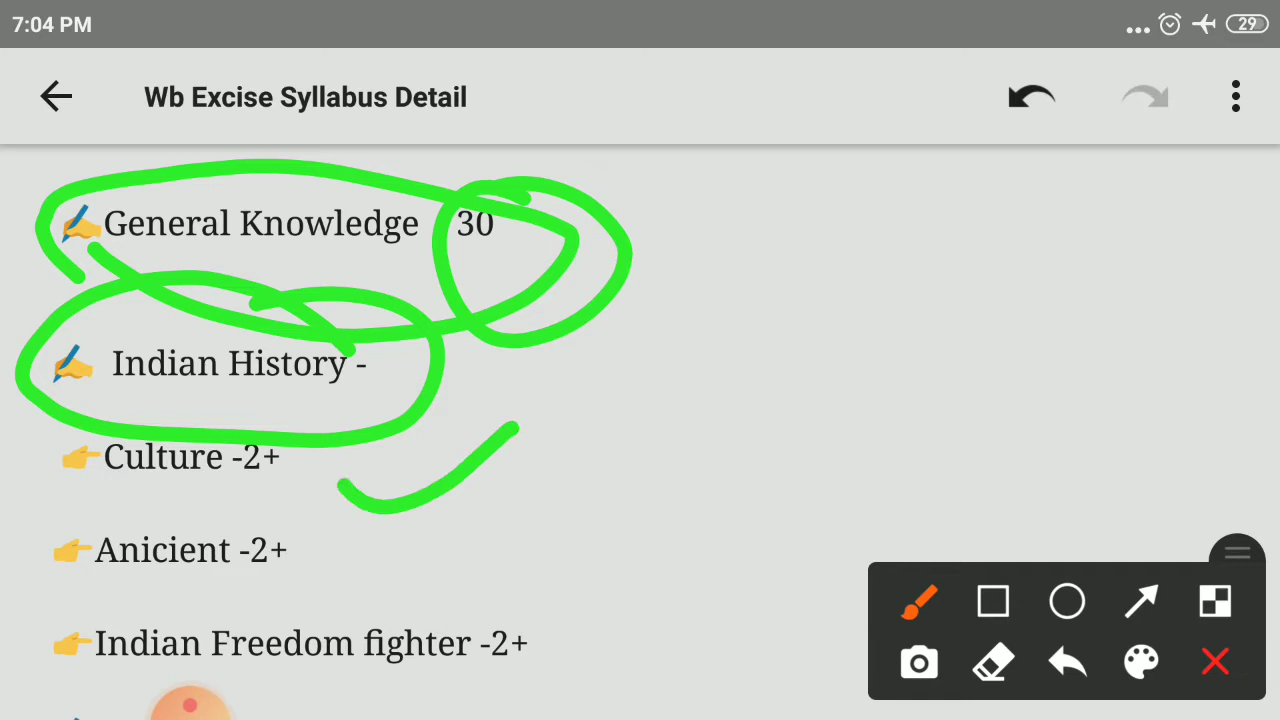 7:04 PM
29
Wb Excise Syllabus Detail
✍General Knowledge 30
✍ Indian History -
👉Culture -2+
👉Anicient -2+
👉Indian Freedom fighter -2+